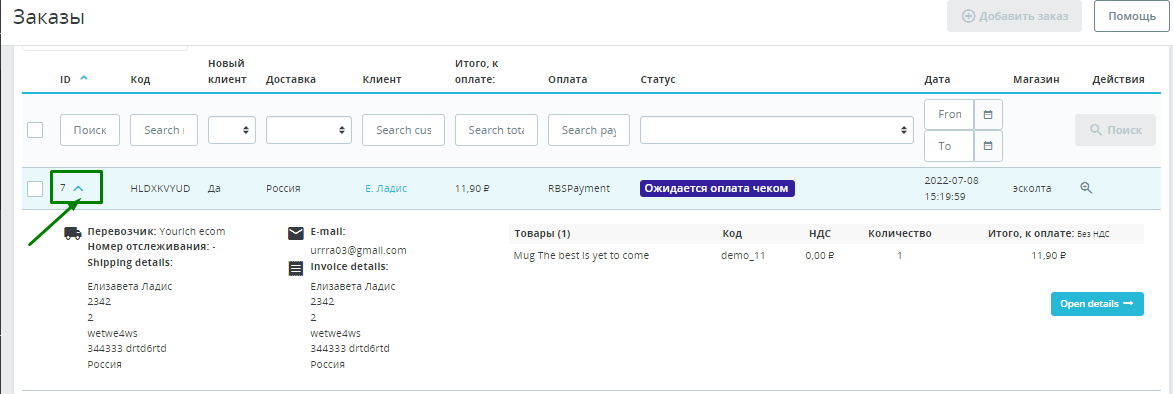 Заказы
Добавить заказ
Помощь
ID
Код
Новый клиент
Доставка
Клиент
Итого, к оплате:
Оплата
Статус
Дата
Магазин
Действия
Поиск
Search
Search cus
Search tota
Search pay
From
To
Поиск
7
HLDXKVYUD
Да
Россия
Е. Ладис
11,90 ₽
RBSPayment
Ожидается оплата чеком
2022-07-08
15:19:59
эсколта
Перевозчик: Yourich ecom
Номер отслеживания: -
Shipping details:
Елизавета Ладис
2342
2
wetwe4ws
344333 drtd6rtd
Россия
E-mail:
urrra03@gmail.com
Invoice details:
Елизавета Ладис
2342
2
wetwe4ws
344333 drtd6rtd
Россия
Товары (1)
Код
НДС
Количество
Итого, к оплате: Без НДС
Mug The best is yet to come
demo_11
0,00 ₽
1
11,90 ₽
Open details